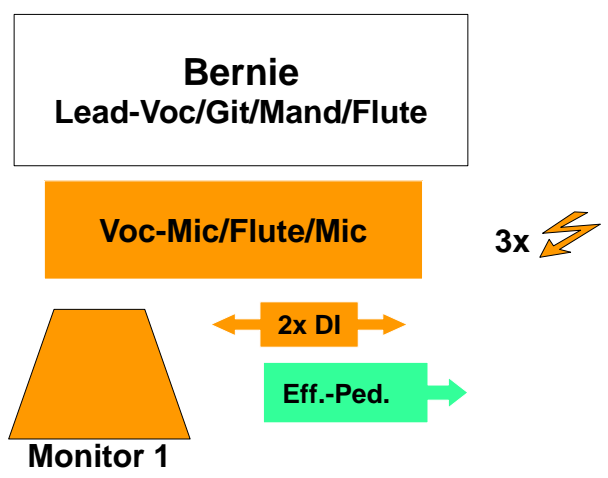 Bernie
Lead-Voc/Git/Mand/Flute
Voc-Mic/Flute/Mic
3x
2x DI
Eff.-Ped.
Monitor 1